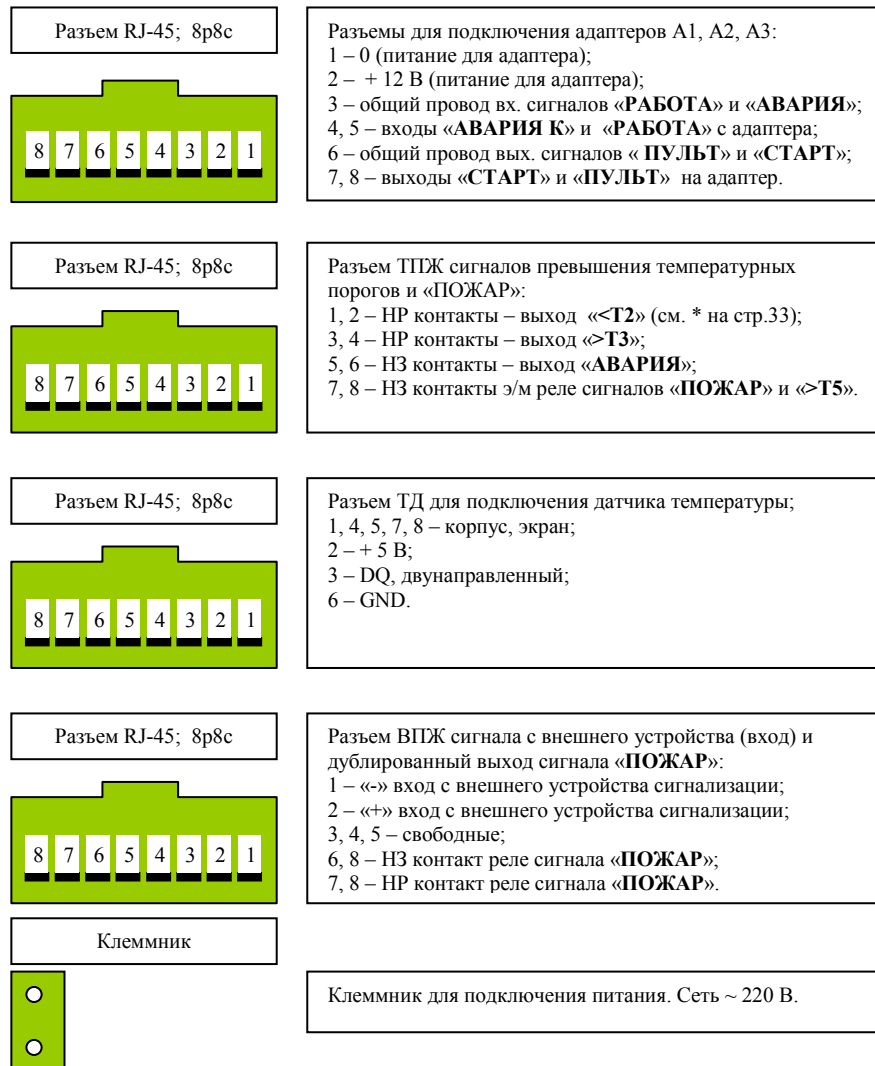 Разъем RJ-45; 8p8c
8 7 6 5 4 3 2 1
Разъемы для подключения адаптеров А1, А2, А3:
1 – 0 (питание для адаптера);
2 – + 12 В (питание для адаптера);
3 – общий провод вх. сигналов «РАБОТА» и «АВАРИЯ»;
4, 5 – входы «АВАРИЯ К» и «РАБОТА» с адаптера;
6 – общий провод вых. сигналов « ПУЛЬТ» и «СТАРТ»;
7, 8 – выходы «СТАРТ» и «ПУЛЬТ» на адаптер.
Разъем RJ-45; 8p8c
8 7 6 5 4 3 2 1
Разъем ТПЖ сигналов превышения температурных
порогов и «ПОЖАР»:
1, 2 – НР контакты – выход «<Т2» (см. * на стр.33);
3, 4 – НР контакты – выход «>Т3»;
5, 6 – НЗ контакты – выход «АВАРИЯ»;
7, 8 – НЗ контакты э/м реле сигналов «ПОЖАР» и «>Т5».
Разъем RJ-45; 8p8c
8 7 6 5 4 3 2 1
Разъем ТД для подключения датчика температуры;
1, 4, 5, 7, 8 – корпус, экран;
2 – + 5 В;
3 – DQ, двунаправленный;
6 – GND.
Разъем RJ-45; 8p8c
8 7 6 5 4 3 2 1
Разъем ВПЖ сигнала с внешнего устройства (вход) и
дублированный выход сигнала «ПОЖАР»:
1 – «-» вход с внешнего устройства сигнализации;
2 – «+» вход с внешнего устройства сигнализации;
3, 4, 5 – свободные;
6, 8 – НЗ контакт реле сигнала «ПОЖАР»;
7, 8 – НР контакт реле сигнала «ПОЖАР».
Клеммник
Клеммник для подключения питания. Сеть ~ 220 В.